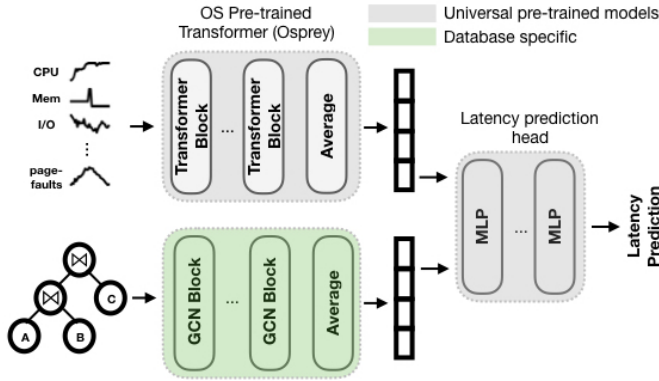 OS Pre-trained
Transformer (Osprey)
Universal pre-trained models
Database specific
CPU
Mem
I/O
⋮
page-
faults
Transformer
Block
...
Transformer
Block
Average
Latency prediction
head
MLP
...
MLP
Latency
Prediction
⋈
⋈
C
A
B
GCN Block
...
GCN Block
Average